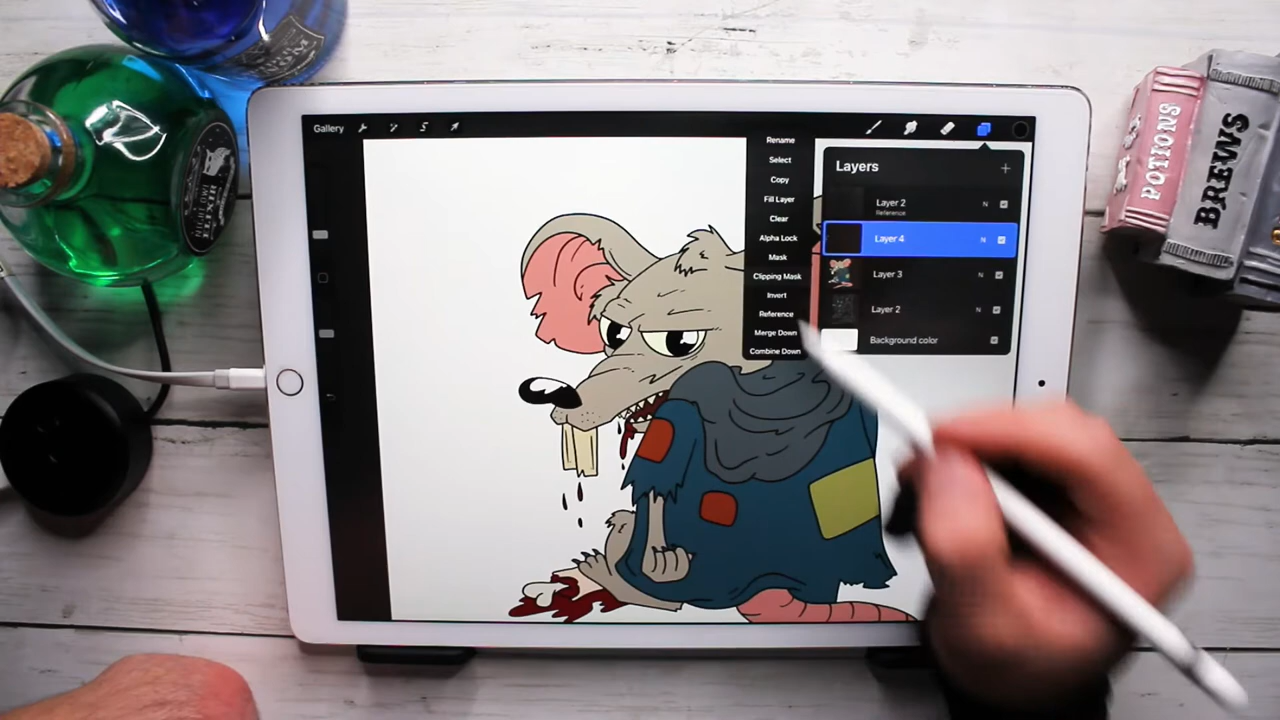 Gallery
Rename
Select
Copy
Fill Layer
Clear
Alpha Lock
Mask
Clipping Mask
Invert
Reference
Merge Down
Combine Down
Layers
Layer 2
Reference
N
Layer 4
N
Layer 3
N
Layer 2
N
Background color
POTIONS
BREWS
ELIXIR